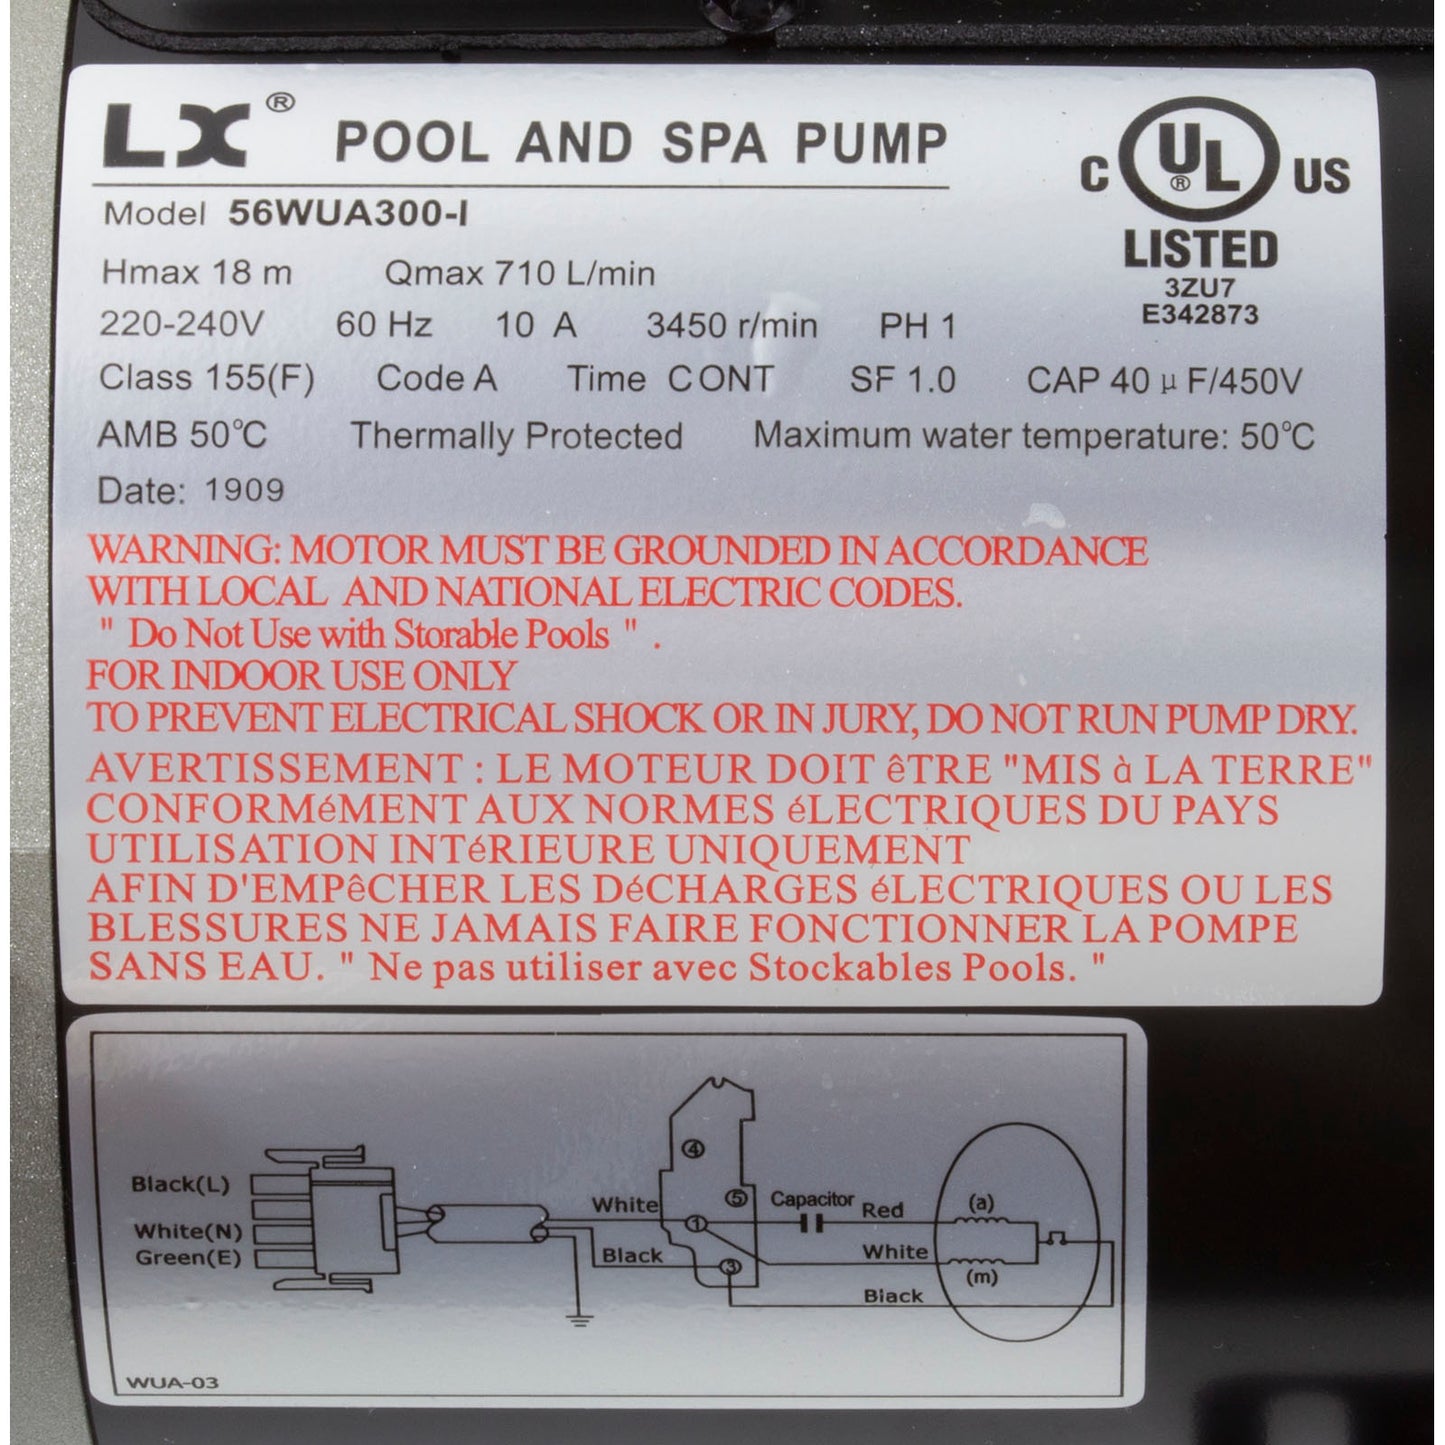 LX® POOL AND SPA PUMP
Model 56WUA300-I
Hmax 18 m Qmax 710 L/min
220-240V 60 Hz 10 A 3450 r/min PH 1
Class 155(F) Code A Time CONT SF 1.0 CAP 40 μF/450V
AMB 50℃ Thermally Protected Maximum water temperature: 50℃
Date: 1909
C UL® US
LISTED
3ZU7
E342873
WARNING: MOTOR MUST BE GROUNDED IN ACCORDANCE
WITH LOCAL AND NATIONAL ELECTRIC CODES.
" Do Not Use with Storable Pools " .
FOR INDOOR USE ONLY
TO PREVENT ELECTRICAL SHOCK OR IN JURY, DO NOT RUN PUMP DRY.
AVERTISSEMENT : LE MOTEUR DOIT êTRE "MIS à LA TERRE"
CONFORMéMENT AUX NORMES éLECTRIQUES DU PAYS
UTILISATION INTéRIEURE UNIQUEMENT
AFIN D'EMPêCHER LES DéCHARGES éLECTRIQUES OU LES
BLESSURES NE JAMAIS FAIRE FONCTIONNER LA POMPE
SANS EAU. " Ne pas utiliser avec Stockables Pools. "
Black(L)
White(N)
Green(E)
White
Black
④
⑤
①
③
Capacitor
Red
White
Black
(a)
(m)
WUA-03